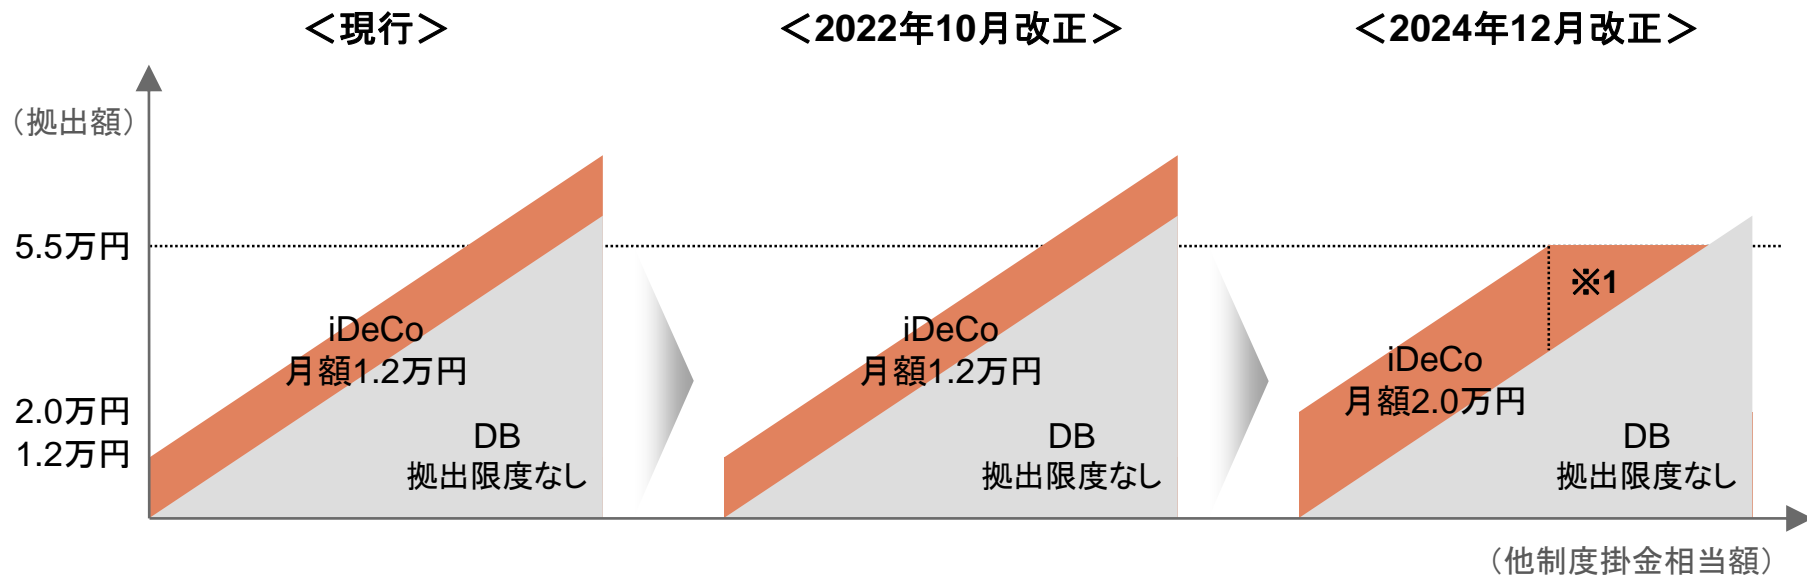 ＜現行＞
＜2022年10月改正＞
＜2024年12月改正＞
（拠出額）
5.5万円
2.0万円
1.2万円
iDeCo
月額1.2万円
DB
拠出限度なし
iDeCo
月額1.2万円
DB
拠出限度なし
※1
iDeCo
月額2.0万円
DB
拠出限度なし
（他制度掛金相当額）